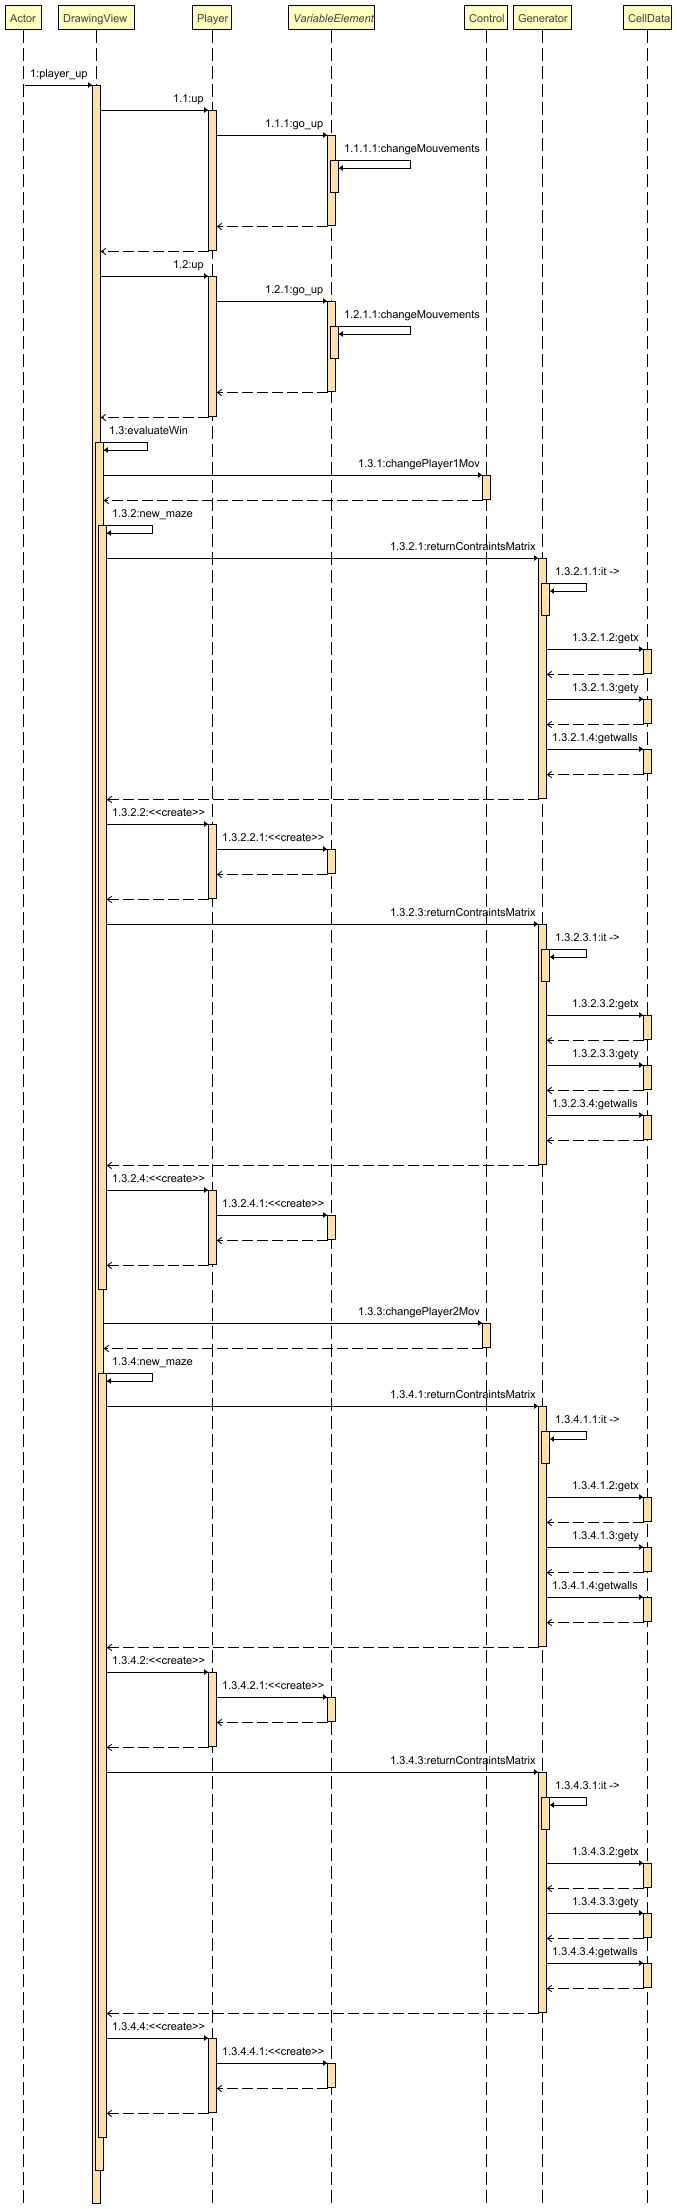 Actor
DrawingView
Player
VariableElement
Control
Generator
CellData
1:player_up
1.1:up
1.1.1:go_up
1.1.1.1:changeMouvements
1.2:up
1.2.1:go_up
1.2.1.1:changeMouvements
1.3:evaluateWin
1.3.1:changePlayer1Mov
1.3.2:new_maze
1.3.2.1:returnContraintsMatrix
1.3.2.1.1:it ->
1.3.2.1.2:getx
1.3.2.1.3:gety
1.3.2.1.4:getwalls
1.3.2.2:<<create>>
1.3.2.2.1:<<create>>
1.3.2.3:returnContraintsMatrix
1.3.2.3.1:it ->
1.3.2.3.2:getx
1.3.2.3.3:gety
1.3.2.3.4:getwalls
1.3.2.4:<<create>>
1.3.2.4.1:<<create>>
1.3.3:changePlayer2Mov
1.3.4:new_maze
1.3.4.1:returnContraintsMatrix
1.3.4.1.1:it ->
1.3.4.1.2:getx
1.3.4.1.3:gety
1.3.4.1.4:getwalls
1.3.4.2:<<create>>
1.3.4.2.1:<<create>>
1.3.4.3:returnContraintsMatrix
1.3.4.3.1:it ->
1.3.4.3.2:getx
1.3.4.3.3:gety
1.3.4.3.4:getwalls
1.3.4.4:<<create>>
1.3.4.4.1:<<create>>